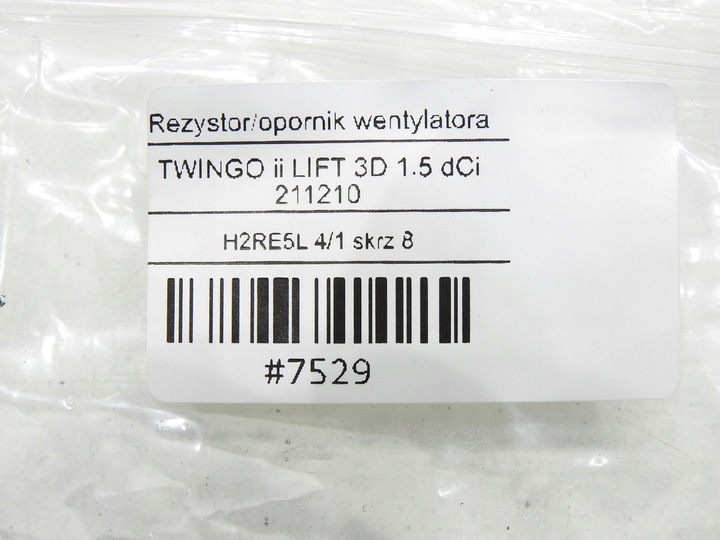 Rezystor/opornik wentylatora
TWINGO ii LIFT 3D 1.5 dCi
211210
H2RE5L 4/1 skrz 8
#7529